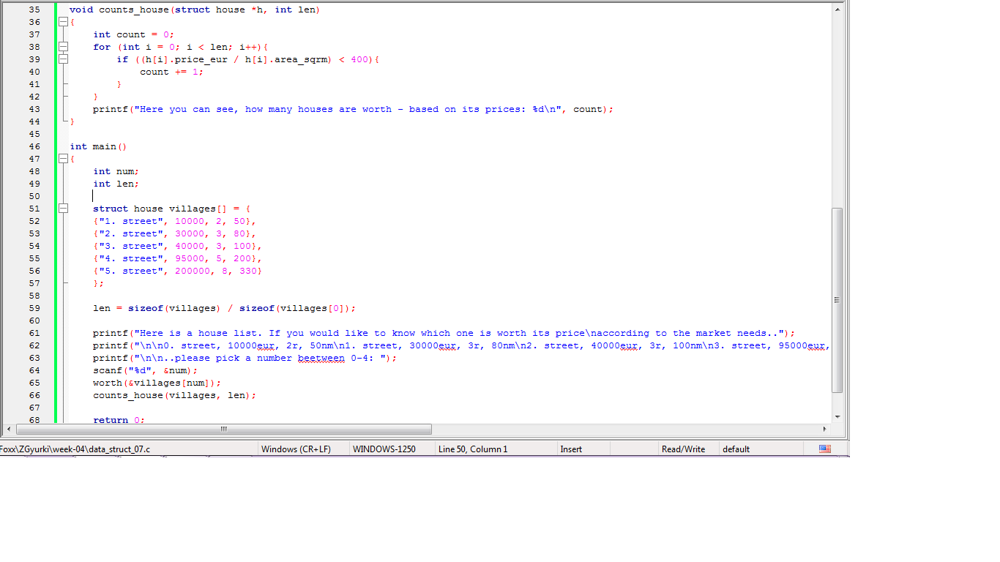 35 void counts_house(struct house *h, int len)
36 {
37     int count = 0;
38     for (int i = 0; i < len; i++){
39         if ((h[i].price_eur / h[i].area_sqrm) < 400){
40             count += 1;
41         }
42     }
43     printf("Here you can see, how many houses are worth - based on its prices: %d\n", count);
44 }
45
46 int main()
47 {
48     int num;
49     int len;
50
51     struct house villages[] = {
52     {"1. street", 10000, 2, 50},
53     {"2. street", 30000, 3, 80},
54     {"3. street", 40000, 3, 100},
55     {"4. street", 95000, 5, 200},
56     {"5. street", 200000, 8, 330}
57     };
58
59     len = sizeof(villages) / sizeof(villages[0]);
60
61     printf("Here is a house list. If you would like to know which one is worth its price\naccording to the market needs..");
62     printf("\n\n0. street, 10000eur, 2r, 50nm\n1. street, 30000eur, 3r, 80nm\n2. street, 40000eur, 3r, 100nm\n3. street, 95000eur,
63     printf("\n\n..please pick a number beetween 0-4: ");
64     scanf("%d", &num);
65     worth(&villages[num]);
66     counts_house(villages, len);
67
68     return 0;
Foxx\ZGyurki\week-04\data_struct_07.c Windows (CR+LF) WINDOWS-1250 Line 50, Column 1 Insert Read/Write default